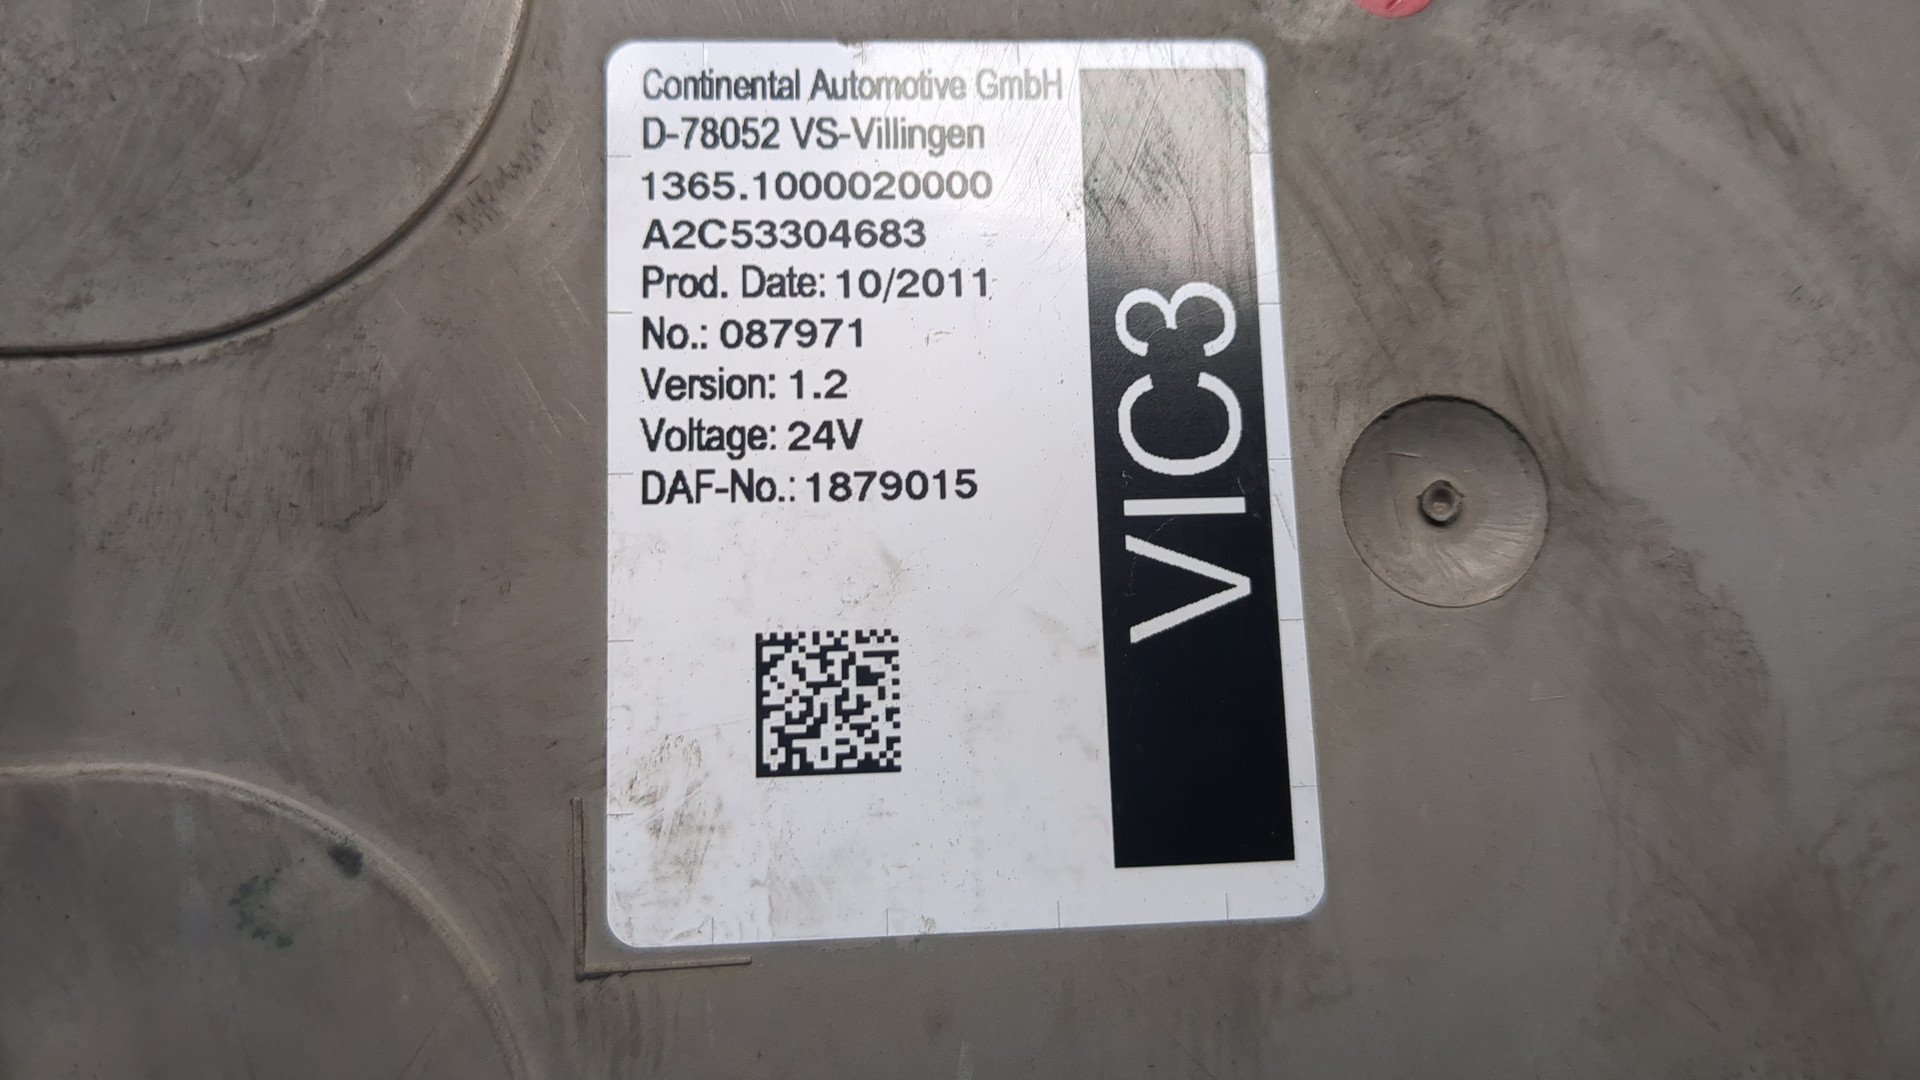 Continental Automotive GmbH
D-78052 VS-Villingen
1365.1000020000
A2C53304683
Prod. Date: 10/2011
No.: 087971
Version: 1.2
Voltage: 24V
DAF-No.: 1879015
VIC3